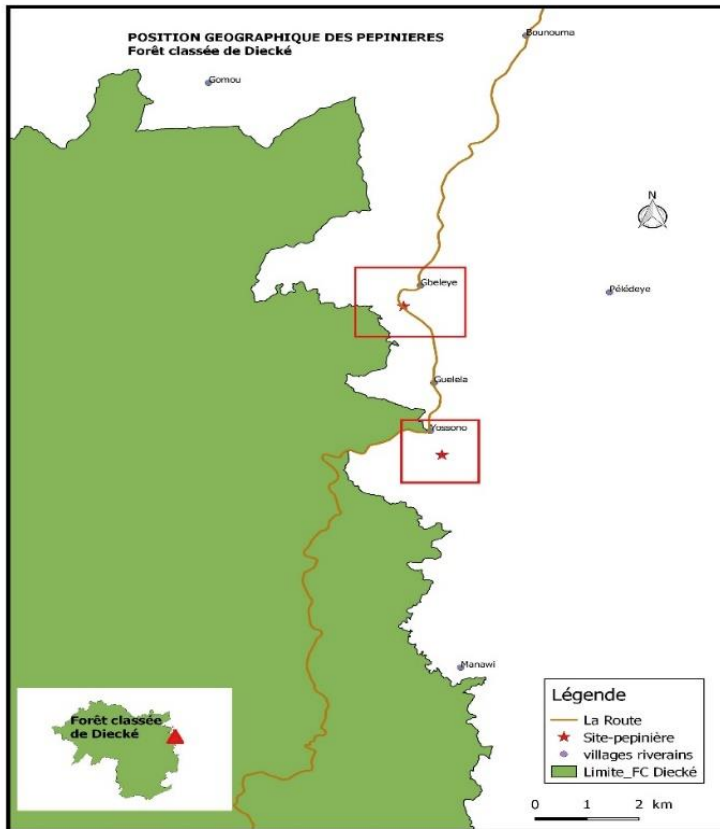 POSITION GEOGRAPHIQUE DES PEPINIERES
Forêt classée de Diecké
Bounouma
Gomou
N
Gbeleye
Pélédeye
Guelela
Yossono
Manawi
Forêt classée
de Diecké
Légende
La Route
Site-pepinière
villages riverains
Limite_FC Diecké
0 1 2 km